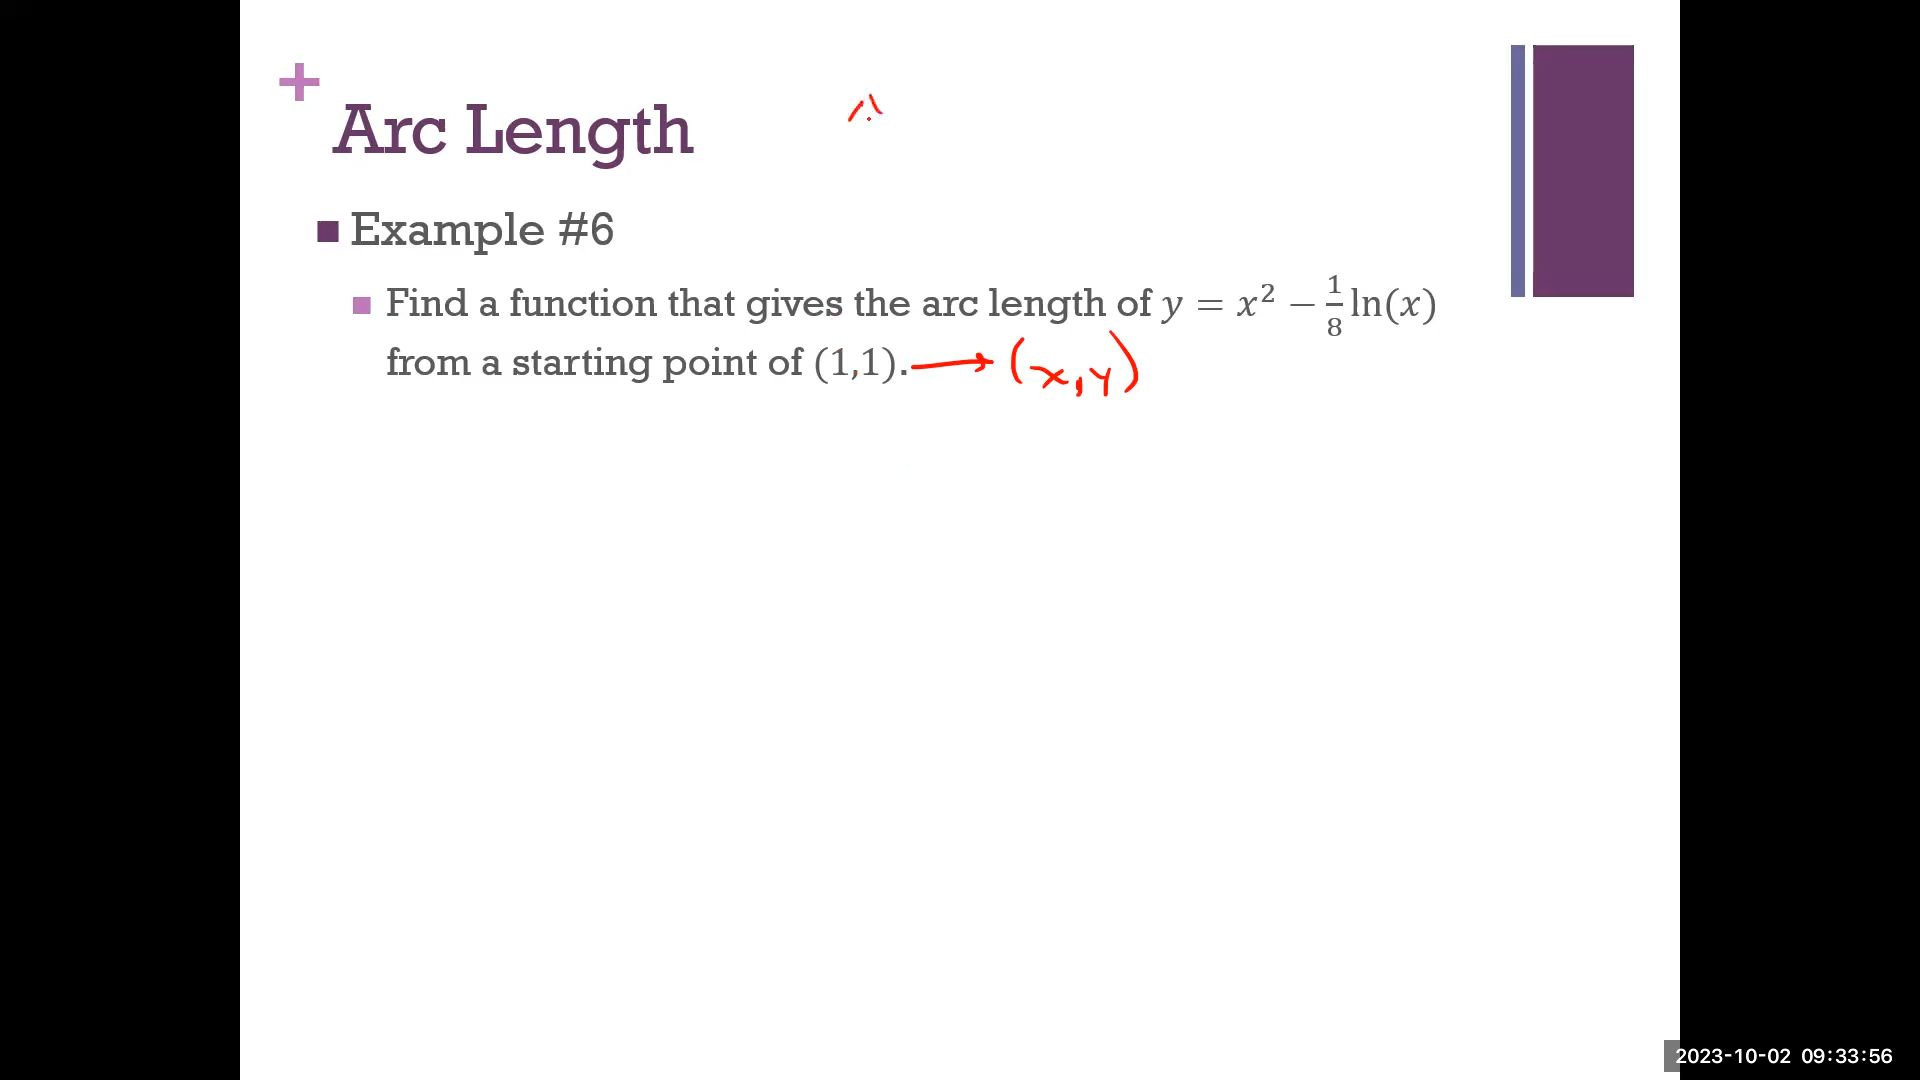 +
Arc Length
Example #6
Find a function that gives the arc length of y = x² − 1/8 ln(x)
from a starting point of (1,1). → (x,y)
2023-10-02 09:33:56